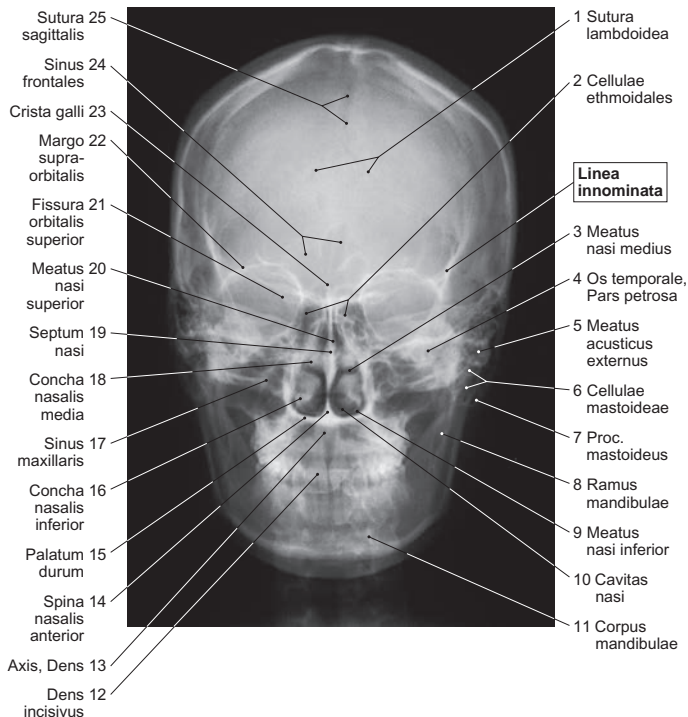 Sutura 25
sagittalis
Sinus 24
frontales
Crista galli 23
Margo 22
supra-
orbitalis
Fissura 21
orbitalis
superior
Meatus 20
nasi
superior
Septum 19
nasi
Concha 18
nasalis
media
Sinus 17
maxillaris
Concha 16
nasalis
inferior
Palatum 15
durum
Spina 14
nasalis
anterior
Axis, Dens 13
Dens 12
incisivus
1 Sutura
lambdoidea
2 Cellulae
ethmoidales
Linea
innominata
3 Meatus
nasi medius
4 Os temporale,
Pars petrosa
5 Meatus
acusticus
externus
6 Cellulae
mastoideae
7 Proc.
mastoideus
8 Ramus
mandibulae
9 Meatus
nasi inferior
10 Cavitas
nasi
11 Corpus
mandibulae